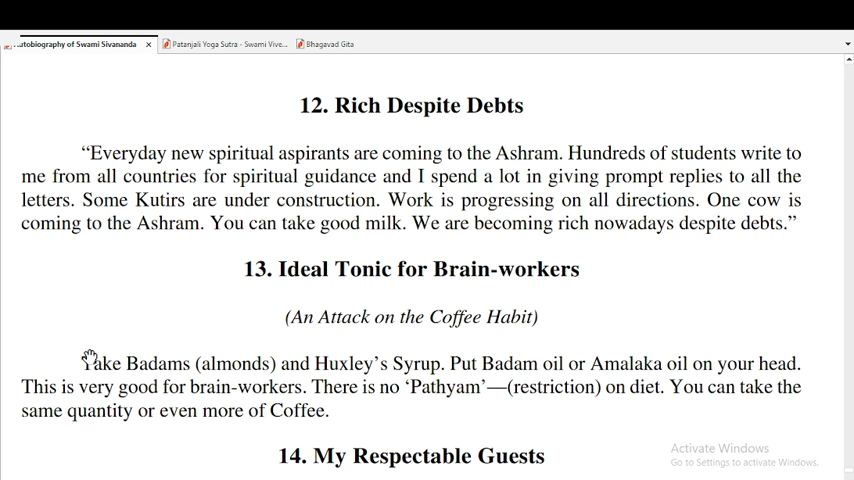 Autobiography of Swami Sivananda
Patanjali Yoga Sutra - Swami Vive...
Bhagavad Gita
12. Rich Despite Debts
“Everyday new spiritual aspirants are coming to the Ashram. Hundreds of students write to
me from all countries for spiritual guidance and I spend a lot in giving prompt replies to all the
letters. Some Kutirs are under construction. Work is progressing on all directions. One cow is
coming to the Ashram. You can take good milk. We are becoming rich nowadays despite debts.”
13. Ideal Tonic for Brain-workers
(An Attack on the Coffee Habit)
Take Badams (almonds) and Huxley’s Syrup. Put Badam oil or Amalaka oil on your head.
This is very good for brain-workers. There is no ‘Pathyam’—(restriction) on diet. You can take the
same quantity or even more of Coffee.
14. My Respectable Guests
Activate Windows
Go to Settings to activate Windows.